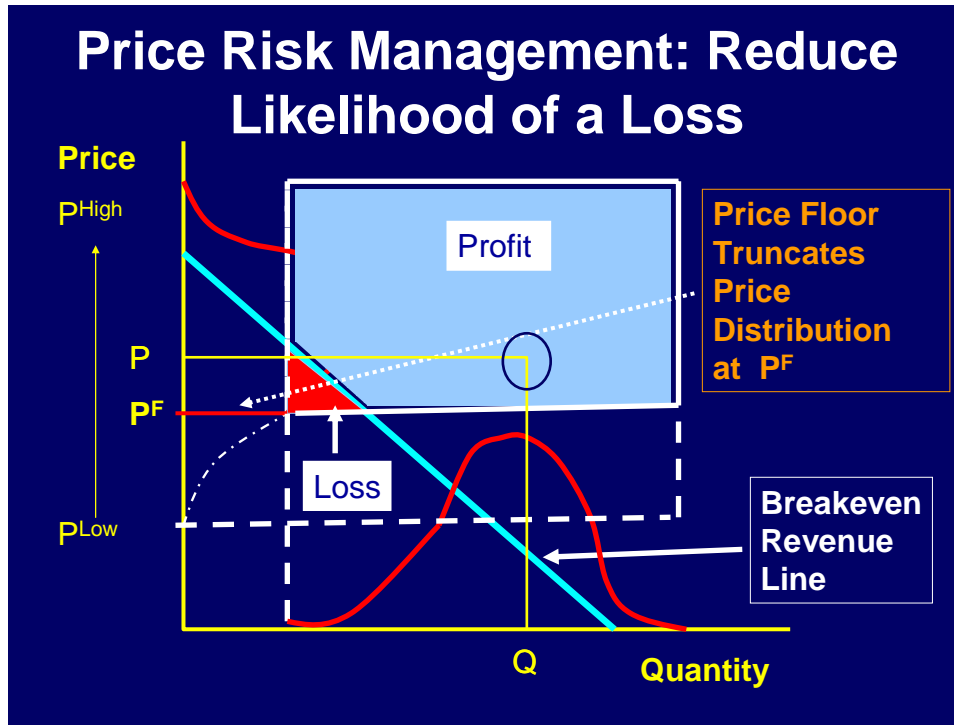 Price Risk Management: Reduce
Likelihood of a Loss
Price
PHigh
Profit
Price Floor
Truncates
Price
Distribution
at PF
P
PF
Loss
PLow
Breakeven
Revenue
Line
Q
Quantity